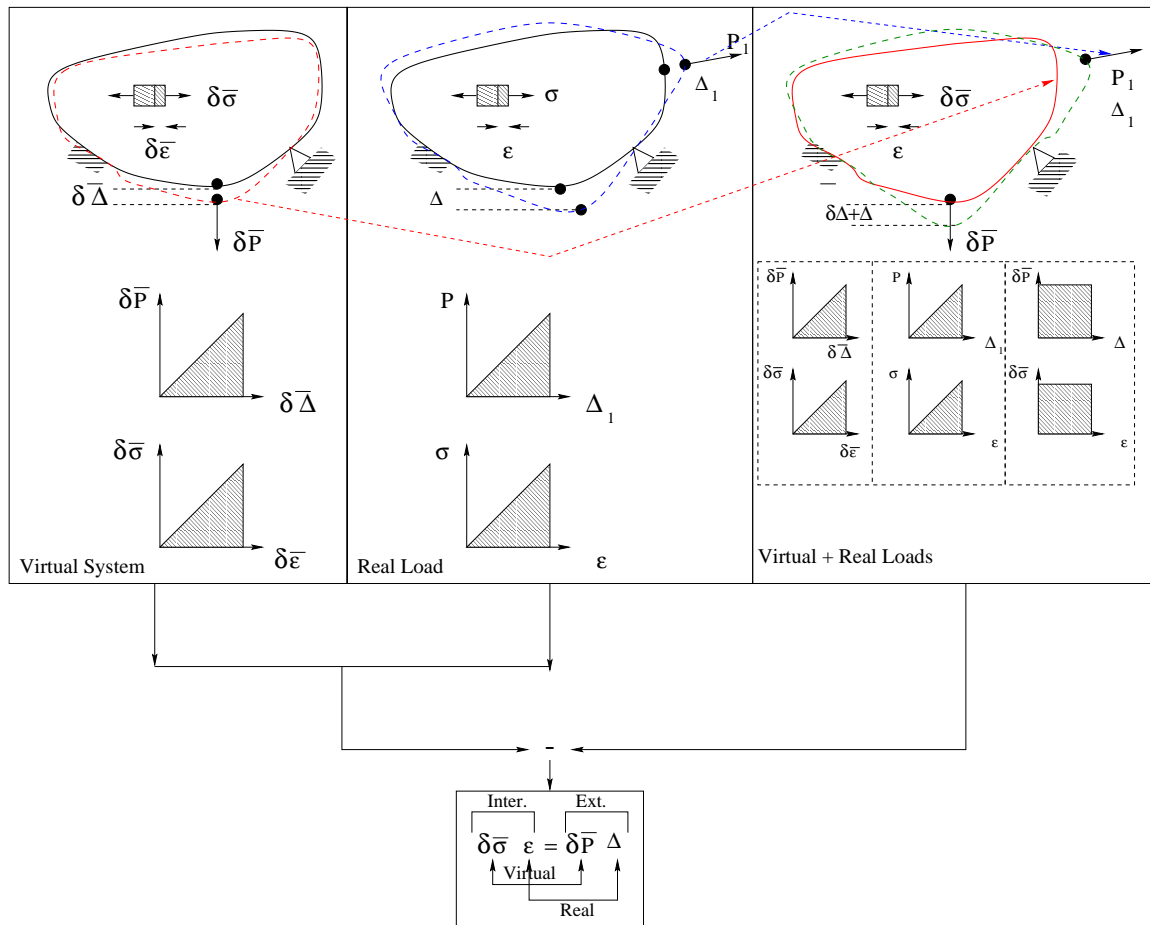 δσ̅
δε̅
δΔ̅
δP̅
δP̅
δΔ̅
δσ̅
δε̅
Virtual System
P₁
Δ₁
σ
ε
Δ
P
Δ₁
σ
ε
Real Load
P₁
Δ₁
δσ̅
ε
δΔ̅+Δ
δP̅
δP̅
δΔ̅
P
Δ₁
δP̅
Δ
δσ̅
δε̅
σ
ε
δσ̅
ε
Virtual + Real Loads
-
Inter. Ext.
δσ̅ ε = δP̅ Δ
Virtual
Real